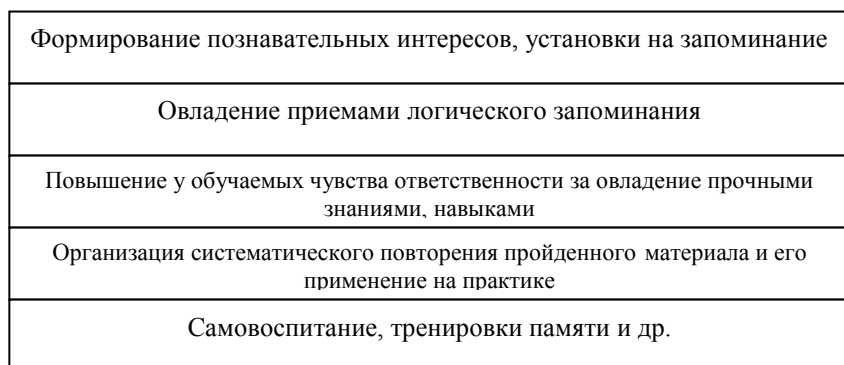 Формирование познавательных интересов, установки на запоминание
Овладение приемами логического запоминания
Повышение у обучаемых чувства ответственности за овладение прочными
знаниями, навыками
Организация систематического повторения пройденного материала и его
применение на практике
Самовоспитание, тренировки памяти и др.